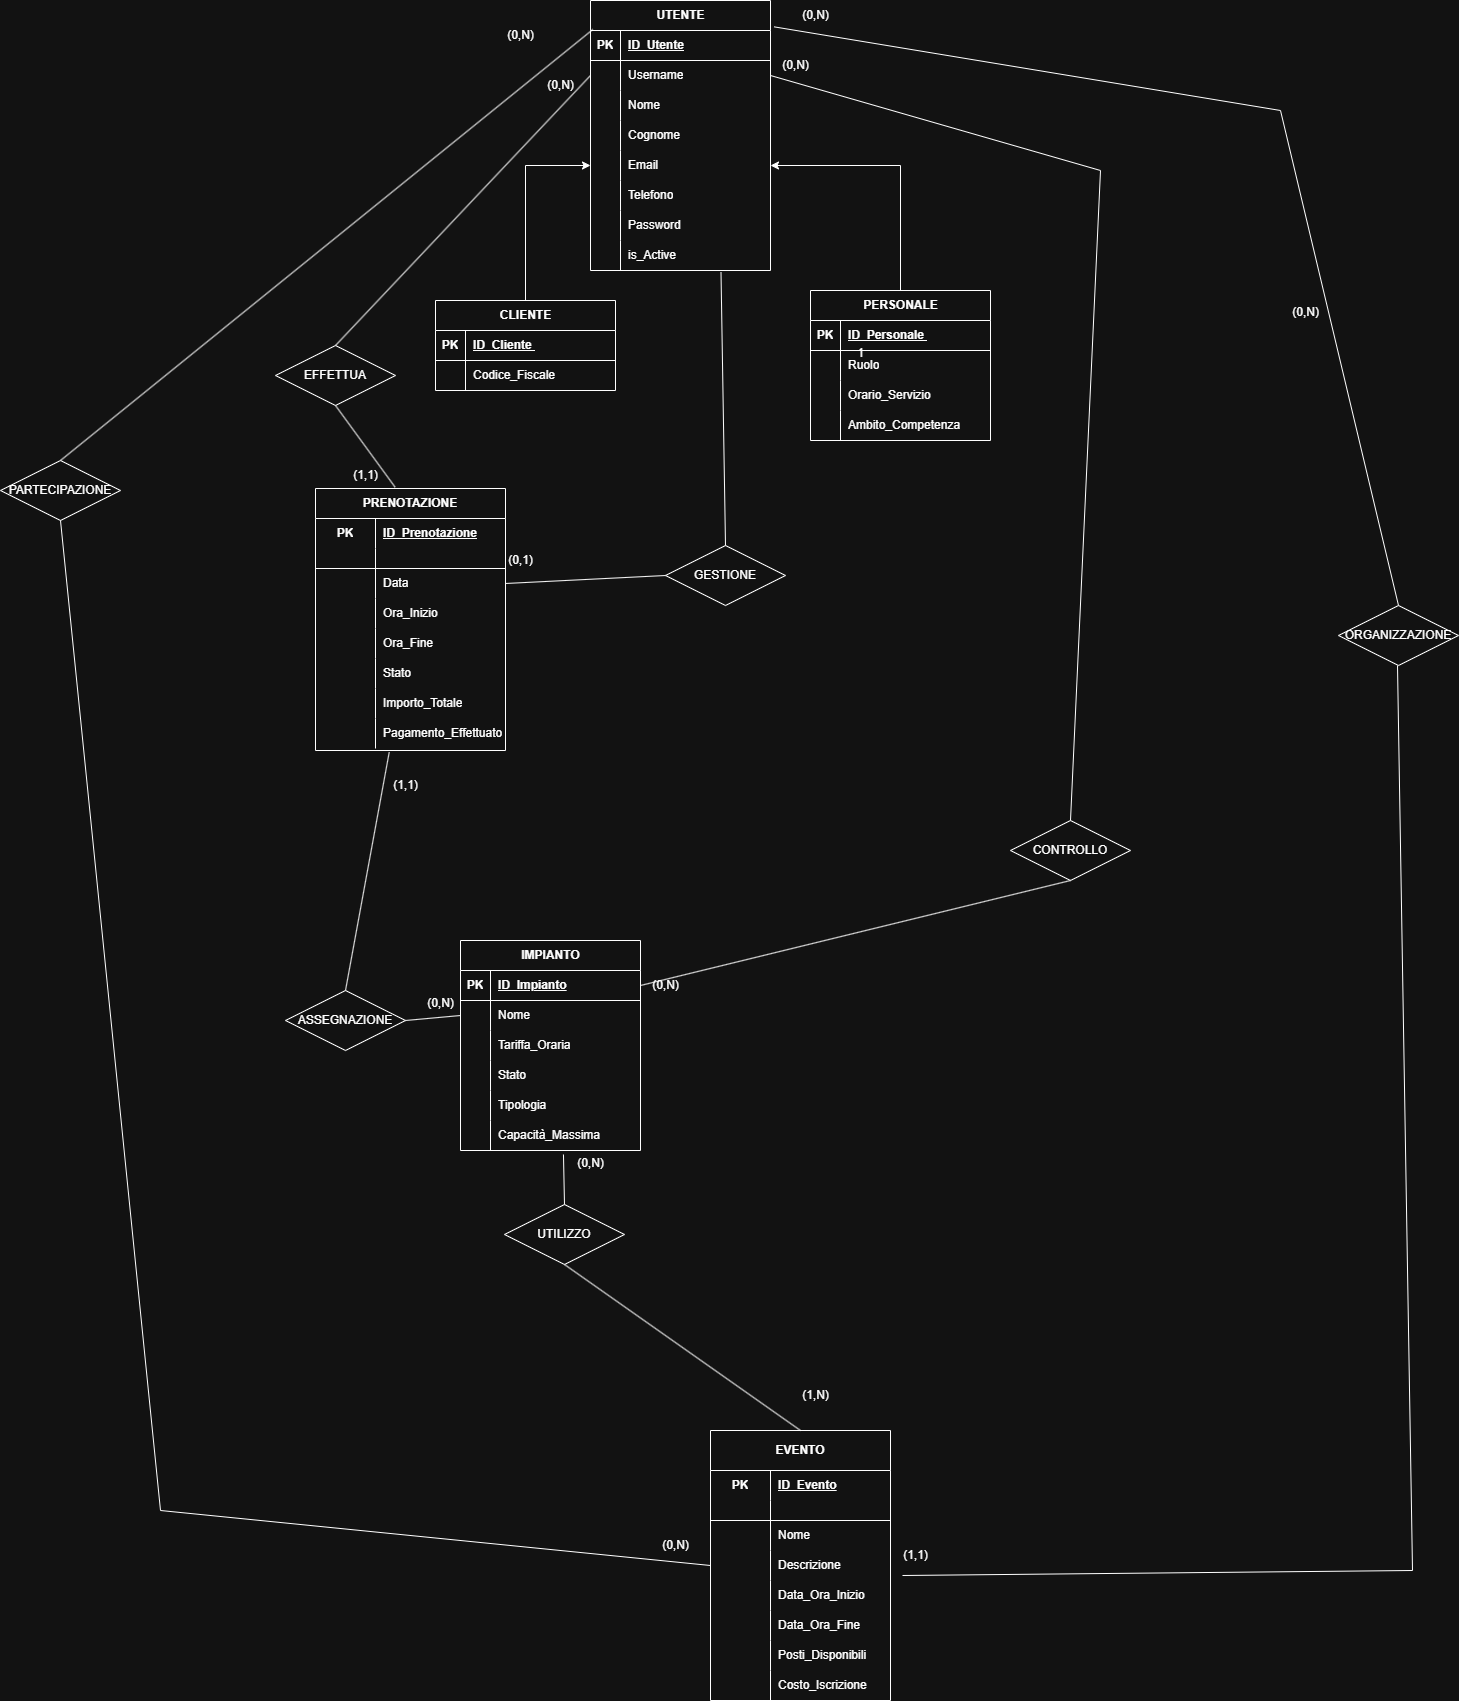 UTENTE
(0,N)
(0,N)
PK ID_Utente
(0,N)
(0,N)
Username
Nome
Cognome
Email
Telefono
Password
is_Active
CLIENTE
PK ID_Cliente
Codice_Fiscale
PERSONALE
PK ID_Personale
1
Ruolo
Orario_Servizio
Ambito_Competenza
(0,N)
EFFETTUA
PARTECIPAZIONE
(1,1)
PRENOTAZIONE
PK ID_Prenotazione
(0,1)
Data
Ora_Inizio
Ora_Fine
Stato
Importo_Totale
Pagamento_Effettuato
GESTIONE
ORGANIZZAZIONE
(1,1)
CONTROLLO
IMPIANTO
PK ID_Impianto
(0,N)
(0,N)
ASSEGNAZIONE
Nome
Tariffa_Oraria
Stato
Tipologia
Capacità_Massima
(0,N)
UTILIZZO
(1,N)
EVENTO
PK ID_Evento
Nome
(0,N)
(1,1)
Descrizione
Data_Ora_Inizio
Data_Ora_Fine
Posti_Disponibili
Costo_Iscrizione